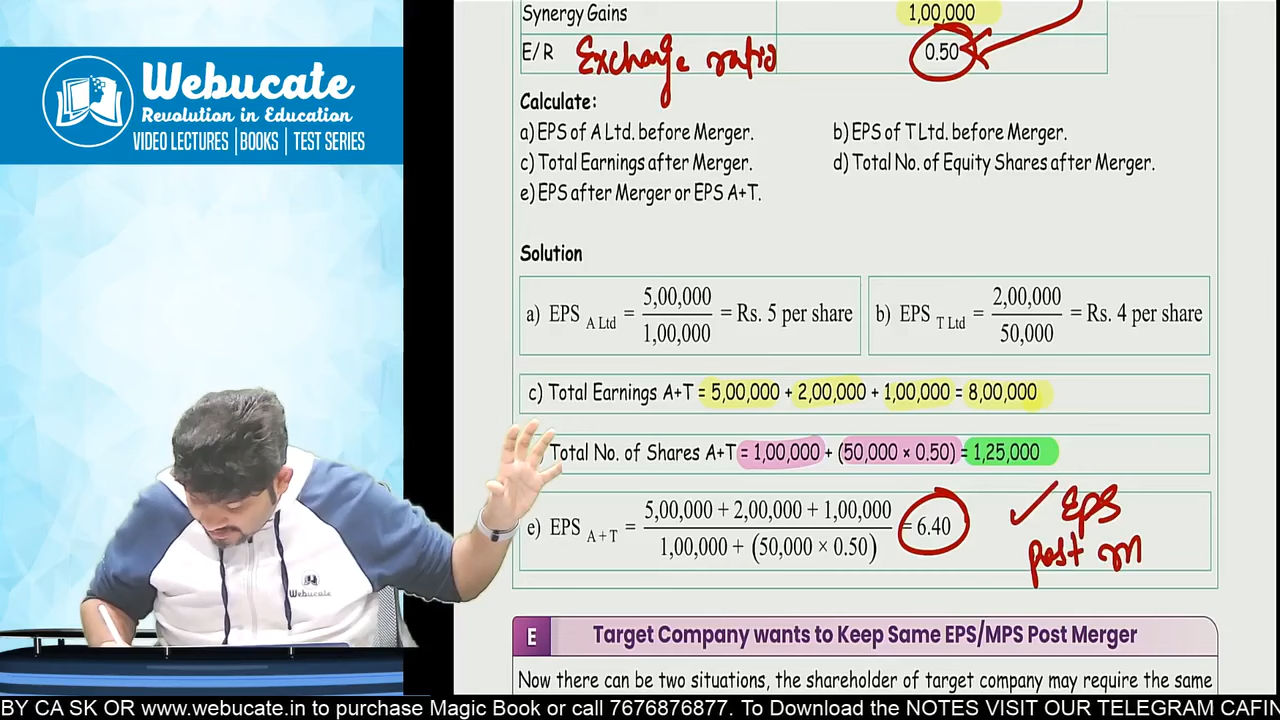 Webucate
Revolution in Education
VIDEO LECTURES | BOOKS | TEST SERIES
Synergy Gains 1,00,000
E/R Exchange ratio 0.50
Calculate:
a) EPS of A Ltd. before Merger. b) EPS of T Ltd. before Merger.
c) Total Earnings after Merger. d) Total No. of Equity Shares after Merger.
e) EPS after Merger or EPS A+T.
Solution
a) EPS A Ltd = 5,00,000 / 1,00,000 = Rs. 5 per share
b) EPS T Ltd = 2,00,000 / 50,000 = Rs. 4 per share
c) Total Earnings A+T = 5,00,000 + 2,00,000 + 1,00,000 = 8,00,000
Total No. of Shares A+T = 1,00,000 + (50,000 × 0.50) = 1,25,000
e) EPS A+T = 5,00,000 + 2,00,000 + 1,00,000 / 1,00,000 + (50,000 × 0.50) = 6.40
✓ EPS
post m
Webucate
E Target Company wants to Keep Same EPS/MPS Post Merger
Now there can be two situations, the shareholder of target company may require the same
BY CA SK OR www.webucate.in to purchase Magic Book or call 7676876877. To Download the NOTES VISIT OUR TELEGRAM CAFIN